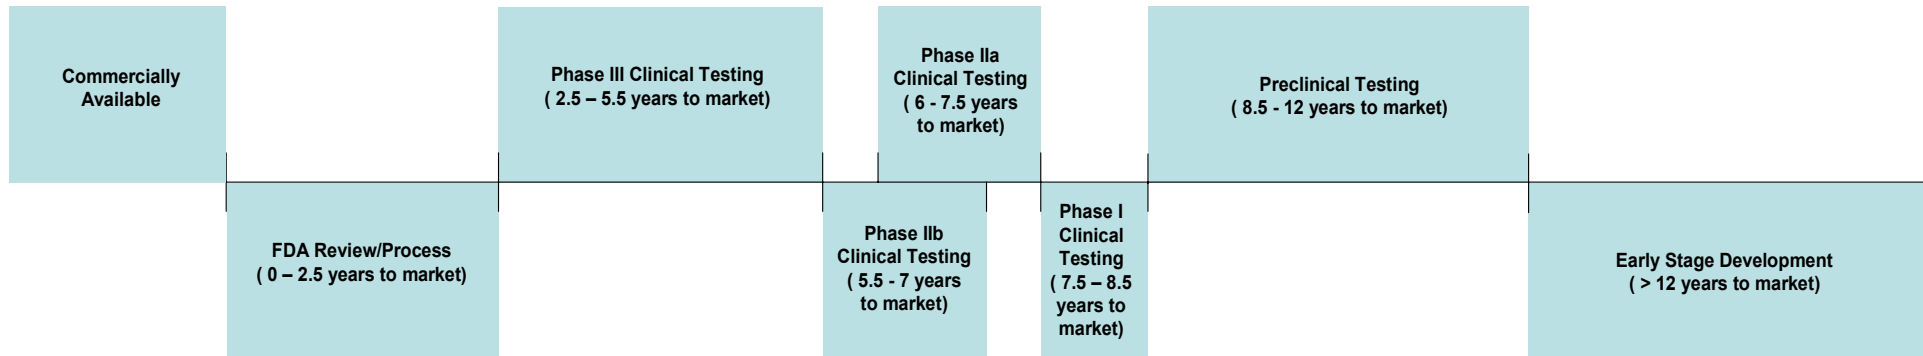 Commercially
Available
FDA Review/Process
( 0 – 2.5 years to market)
Phase III Clinical Testing
( 2.5 – 5.5 years to market)
Phase IIb
Clinical Testing
( 5.5 - 7 years
to market)
Phase IIa
Clinical Testing
( 6 - 7.5 years
to market)
Phase I
Clinical
Testing
( 7.5 – 8.5
years to
market)
Preclinical Testing
( 8.5 - 12 years to market)
Early Stage Development
( > 12 years to market)